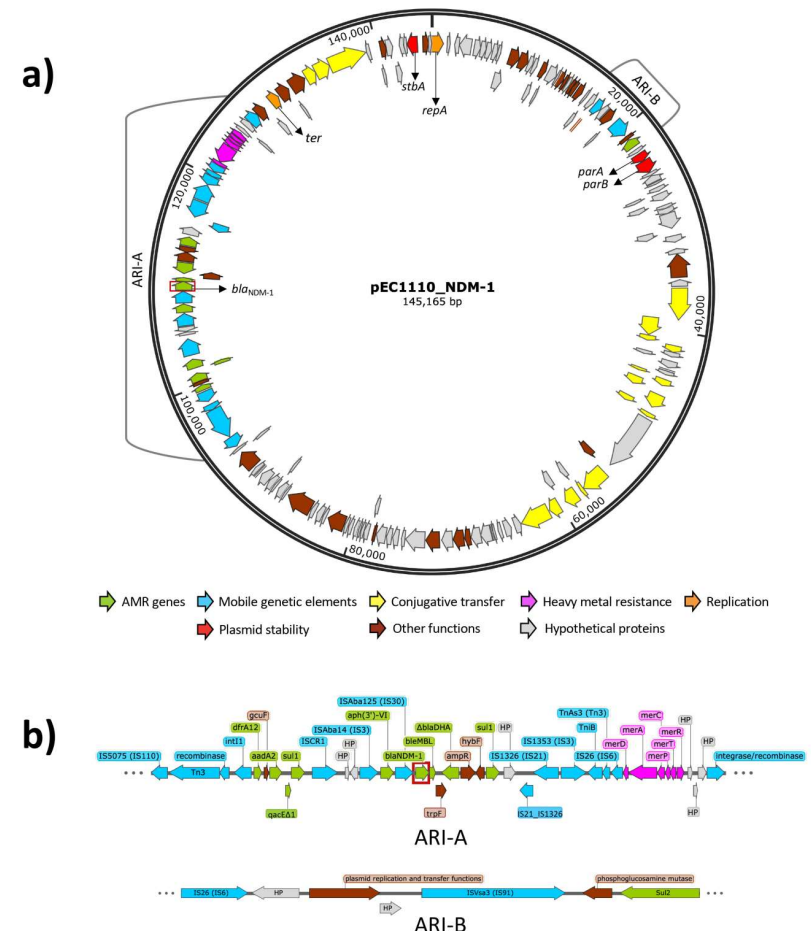 a)
140,000
stbA
repA
ARI-B
20,000
ter
parA
parB
120,000
ARI-A
blaNDM-1
pEC1110_NDM-1
145,165 bp
40,000
100,000
60,000
80,000
AMR genes
Mobile genetic elements
Conjugative transfer
Heavy metal resistance
Replication
Plasmid stability
Other functions
Hypothetical proteins
b)
ISAba125 (IS30)
TnAs3 (Tn3)
merC
gcuF
aph(3')-VI
ΔblaDHA
sul1
TniB
merA
merR
HP
dfrA12
ISAba14 (IS3)
bleMBL
hybF
HP
IS1353 (IS3)
merD
merT
HP
intI1
ISCR1
HP
IS5075 (IS110)
recombinase
aadA2
sul1
HP
blaNDM-1
ampR
IS1326 (IS21)
IS26 (IS6)
merP
integrase/recombinase
Tn3
qacEΔ1
trpF
IS21_IS1326
HP
ARI-A
plasmid replication and transfer functions
phosphoglucosamine mutase
IS26 (IS6)
HP
ISVsa3 (IS91)
Sul2
HP
ARI-B